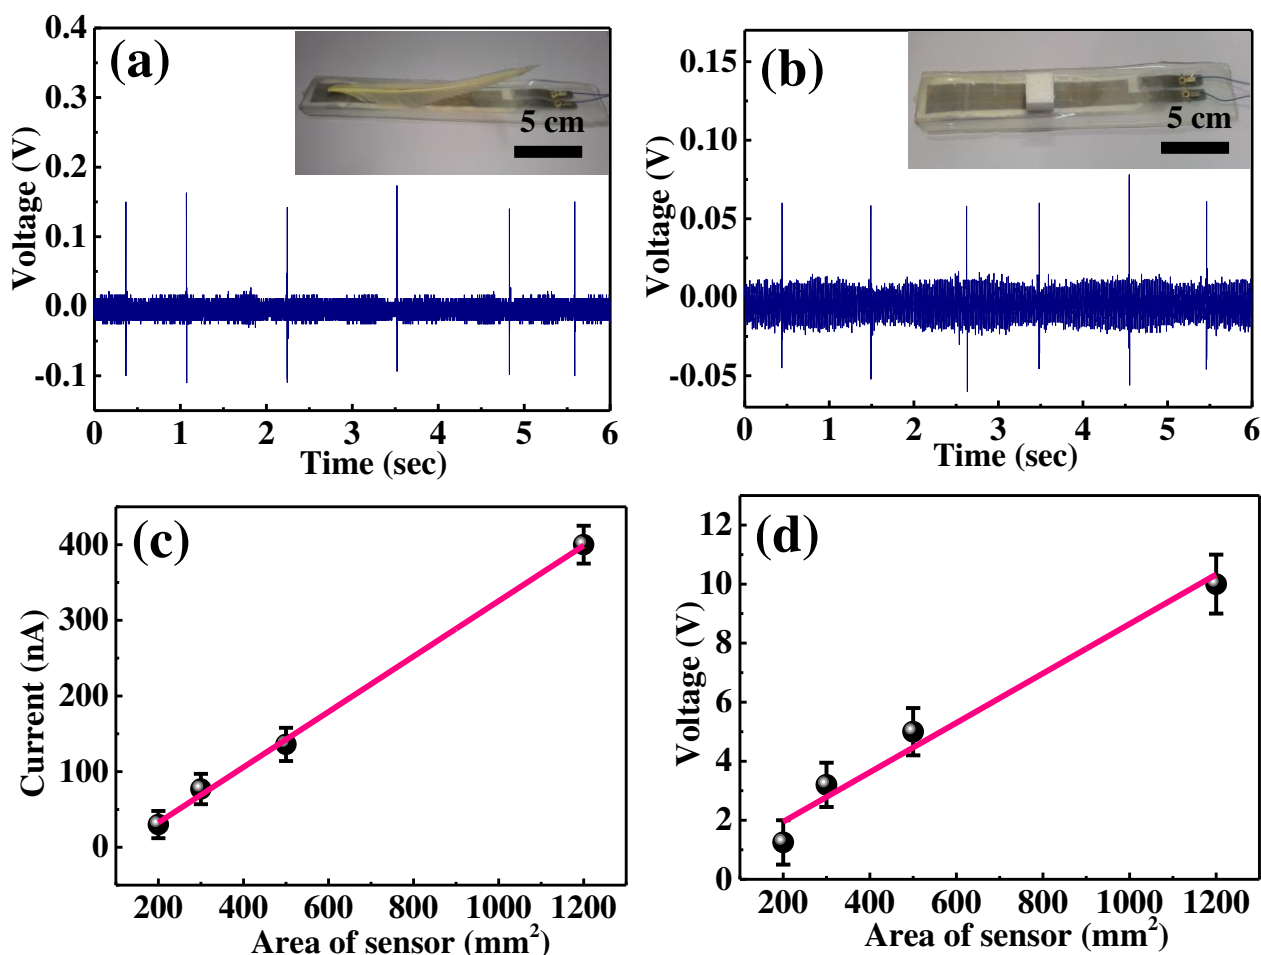 (a)
0.4
0.3
0.2
0.1
0.0
-0.1
Voltage (V)
5 cm
0 1 2 3 4 5 6
Time (sec)
(b)
0.15
0.10
0.05
0.00
-0.05
Voltage (V)
5 cm
0 1 2 3 4 5 6
Time (sec)
(c)
400
300
200
100
0
Current (nA)
200 400 600 800 1000 1200
Area of sensor (mm²)
(d)
12
10
8
6
4
2
0
Voltage (V)
200 400 600 800 1000 1200
Area of sensor (mm²)